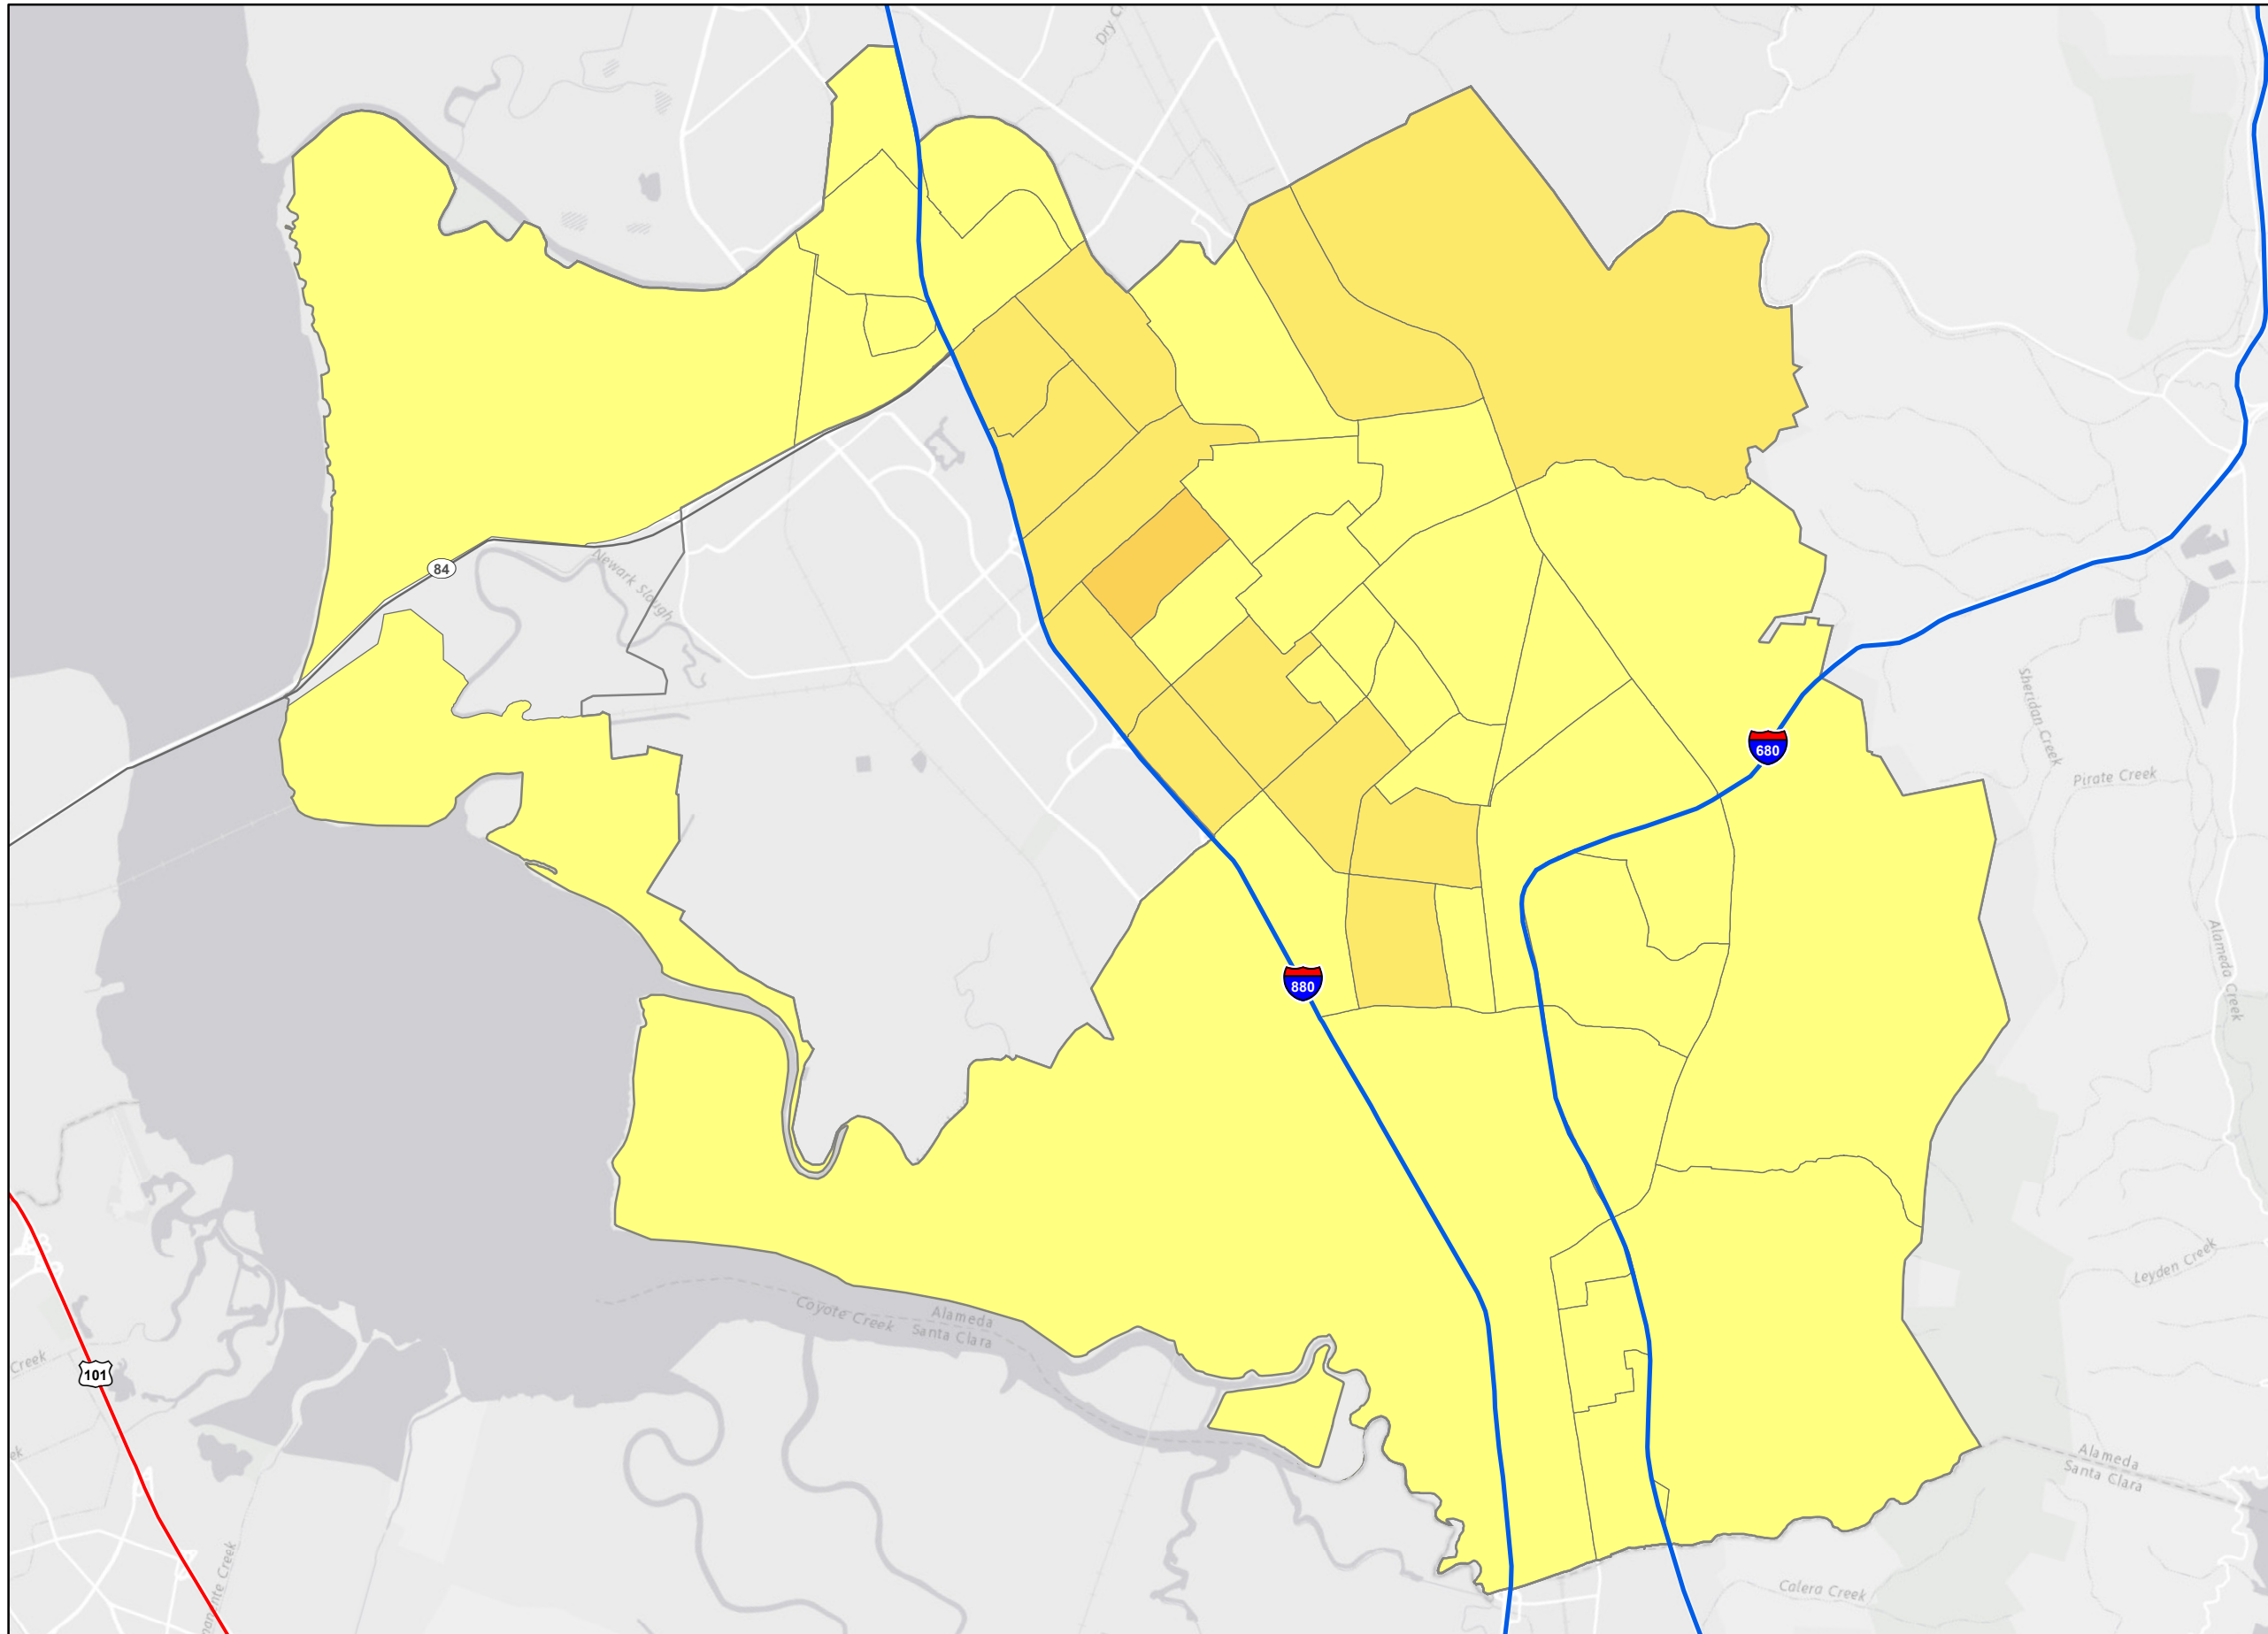 Dry C
84
Newark Slough
680
Sheridan Creek
Pirate Creek
Alameda Creek
880
Leyden Creek
Coyote Creek
Alameda
Santa Clara
Creek
101
Alameda
Santa Clara
Calera Creek
Creek